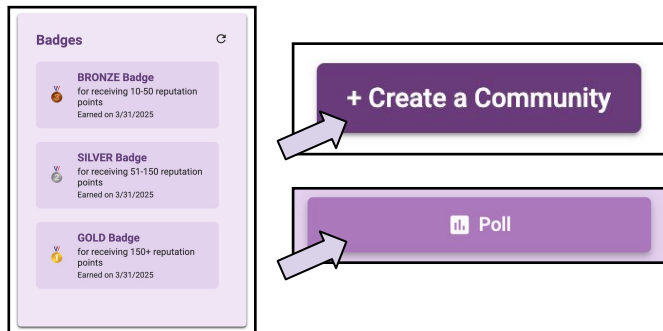 Badges
BRONZE Badge
for receiving 10-50 reputation
points
Earned on 3/31/2025
SILVER Badge
for receiving 51-150 reputation
points
Earned on 3/31/2025
GOLD Badge
for receiving 150+ reputation
points
Earned on 3/31/2025
+ Create a Community
Poll